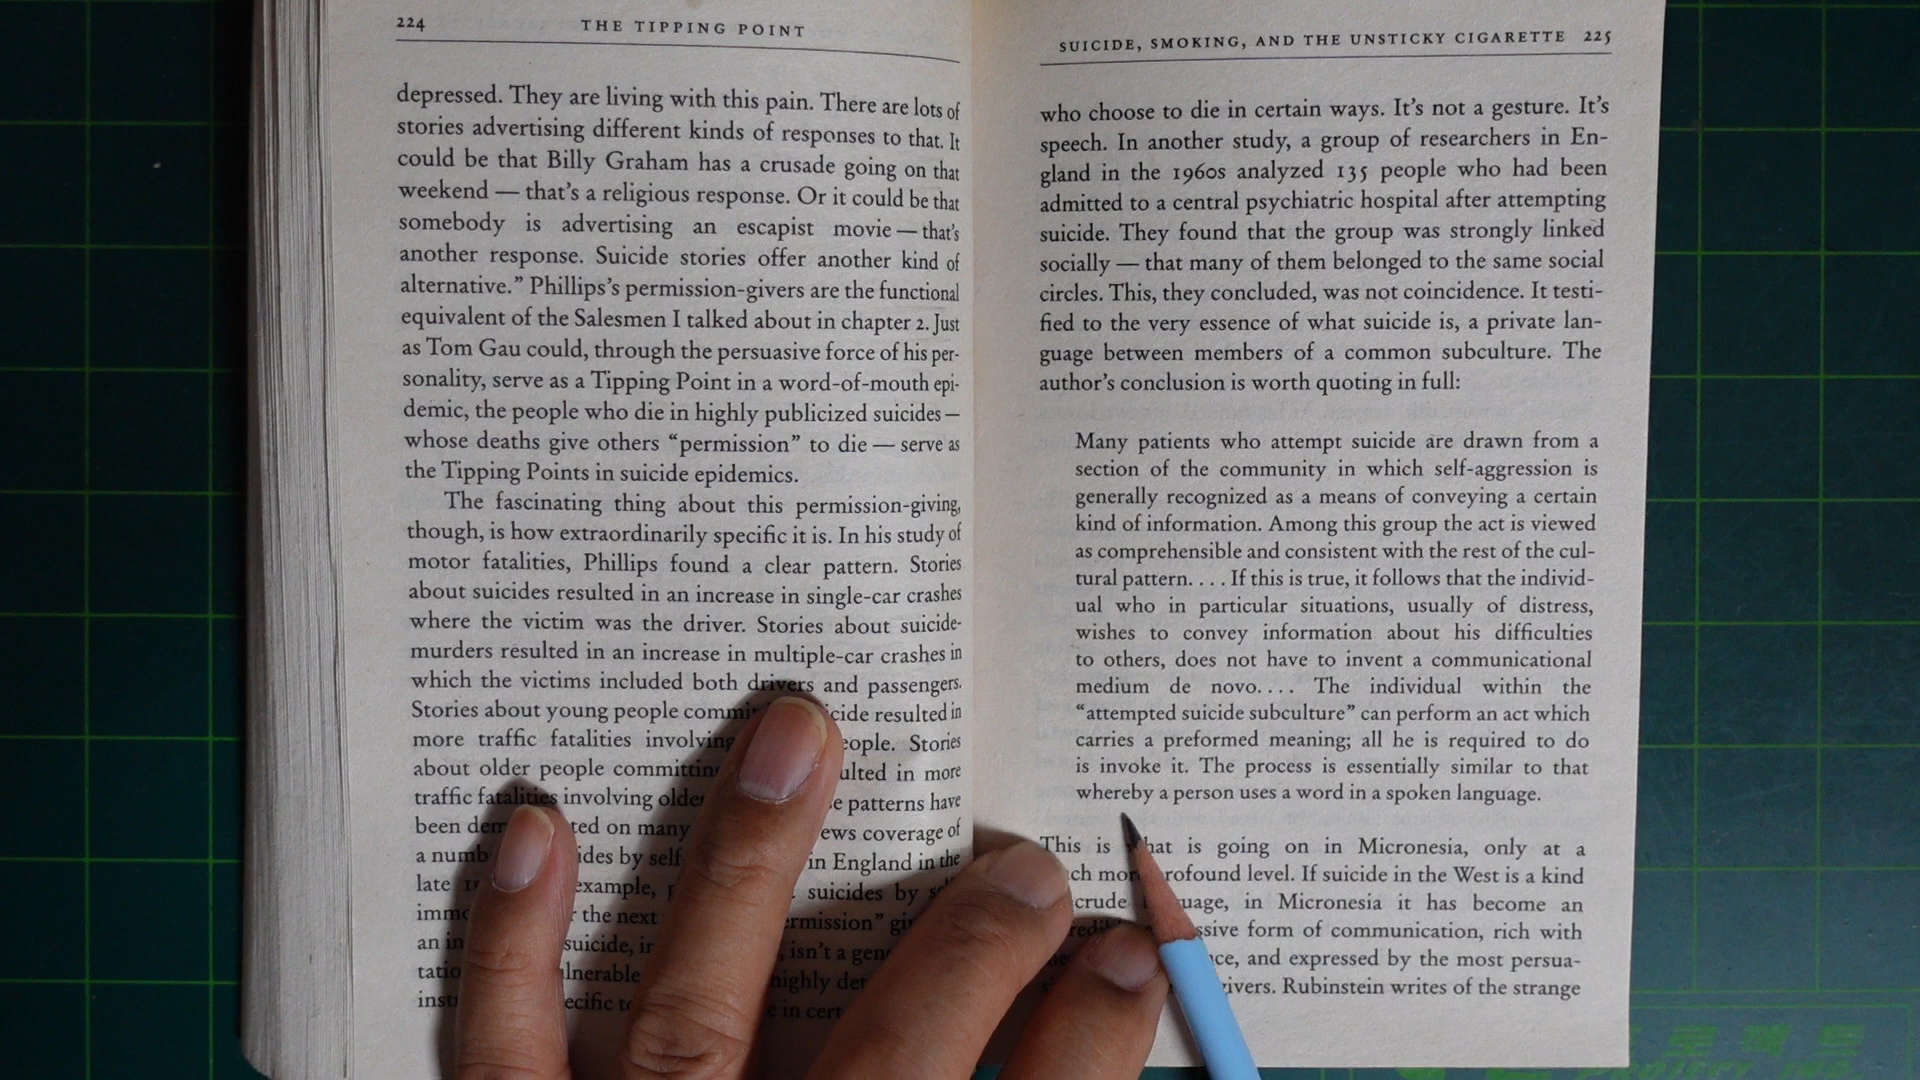 224 THE TIPPING POINT
depressed. They are living with this pain. There are lots of
stories advertising different kinds of responses to that. It
could be that Billy Graham has a crusade going on that
weekend — that's a religious response. Or it could be that
somebody is advertising an escapist movie — that's
another response. Suicide stories offer another kind of
alternative.” Phillips's permission-givers are the functional
equivalent of the Salesmen I talked about in chapter 2. Just
as Tom Gau could, through the persuasive force of his per-
sonality, serve as a Tipping Point in a word-of-mouth epi-
demic, the people who die in highly publicized suicides —
whose deaths give others “permission” to die — serve as
the Tipping Points in suicide epidemics.
The fascinating thing about this permission-giving,
though, is how extraordinarily specific it is. In his study of
motor fatalities, Phillips found a clear pattern. Stories
about suicides resulted in an increase in single-car crashes
where the victim was the driver. Stories about suicide-
murders resulted in an increase in multiple-car crashes in
which the victims included both drivers and passengers.
Stories about young people resulted in
more traffic fatalities involving Stories
about older people committing in more
traffic fatalities involving patterns have
been on many coverage of
a by in England in the
late example, suicides by
the next
suicide, isn't a
highly
in
SUICIDE, SMOKING, AND THE UNSTICKY CIGARETTE 225
who choose to die in certain ways. It's not a gesture. It's
speech. In another study, a group of researchers in En-
gland in the 1960s analyzed 135 people who had been
admitted to a central psychiatric hospital after attempting
suicide. They found that the group was strongly linked
socially — that many of them belonged to the same social
circles. This, they concluded, was not coincidence. It testi-
fied to the very essence of what suicide is, a private lan-
guage between members of a common subculture. The
author's conclusion is worth quoting in full:
Many patients who attempt suicide are drawn from a
section of the community in which self-aggression is
generally recognized as a means of conveying a certain
kind of information. Among this group the act is viewed
as comprehensible and consistent with the rest of the cul-
tural pattern. . . . If this is true, it follows that the individ-
ual who in particular situations, usually of distress,
wishes to convey information about his difficulties
to others, does not have to invent a communicational
medium de novo. . . . The individual within the
“attempted suicide subculture” can perform an act which
carries a preformed meaning; all he is required to do
is invoke it. The process is essentially similar to that
whereby a person uses a word in a spoken language.
This is what is going on in Micronesia, only at a
more profound level. If suicide in the West is a kind
crude in Micronesia it has become an
form of communication, rich with
and expressed by the most persua-
Rubinstein writes of the strange